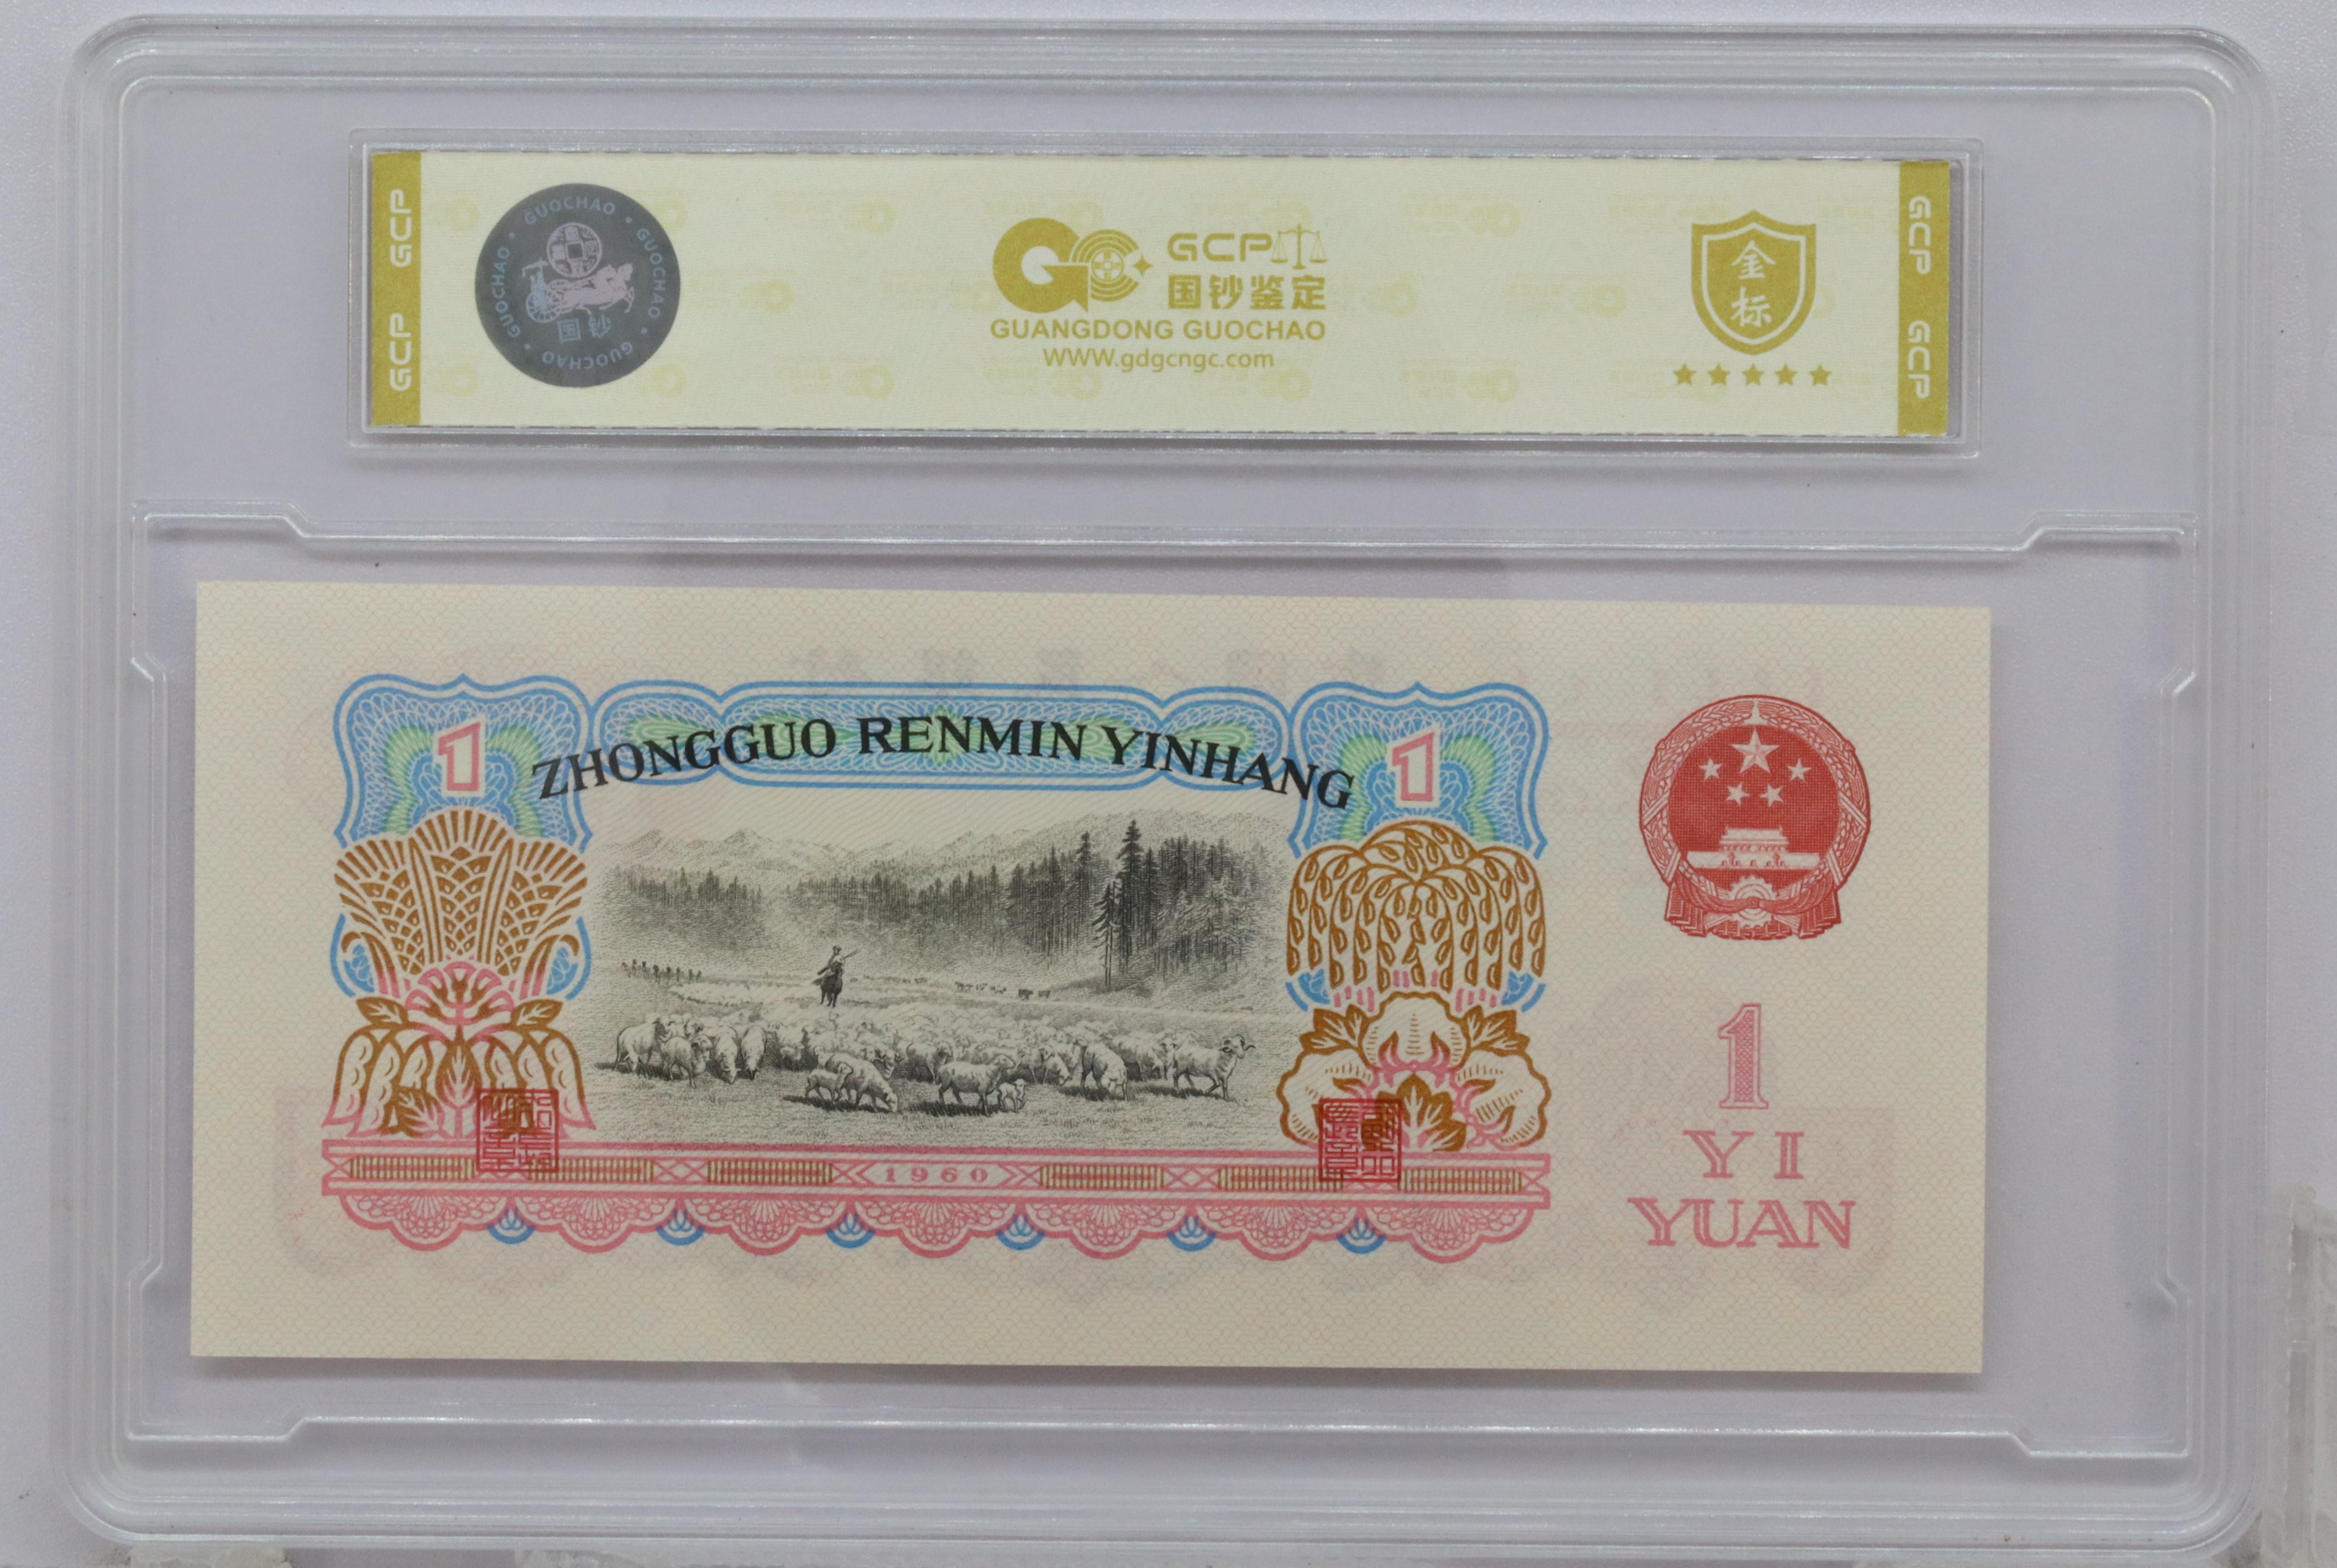 GCP GCP
GUOCHAO • GUOCHAO • GUOCHAO • GUOCHAO
国钞
GCP
国钞鉴定
GUANGDONG GUOCHAO
WWW.gdgcngc.com
金
标
GCP GCP
1
ZHONGGUO RENMIN YINHANG
1
1960
1
YI
YUAN